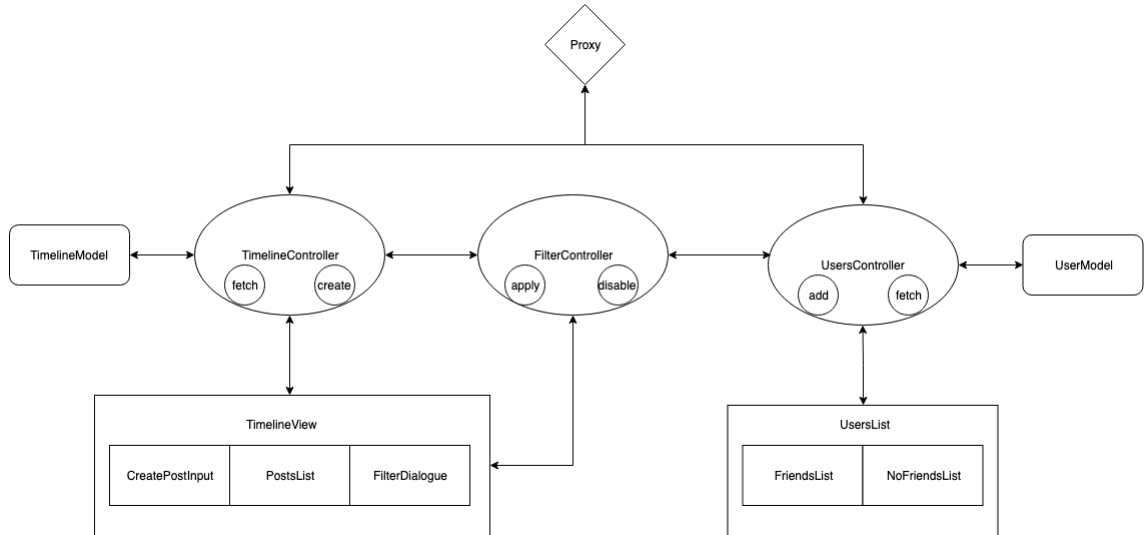 Proxy
TimelineModel
TimelineController
fetch
create
FilterController
apply
disable
UsersController
add
fetch
UserModel
TimelineView
CreatePostInput
PostsList
FilterDialogue
UsersList
FriendsList
NoFriendsList